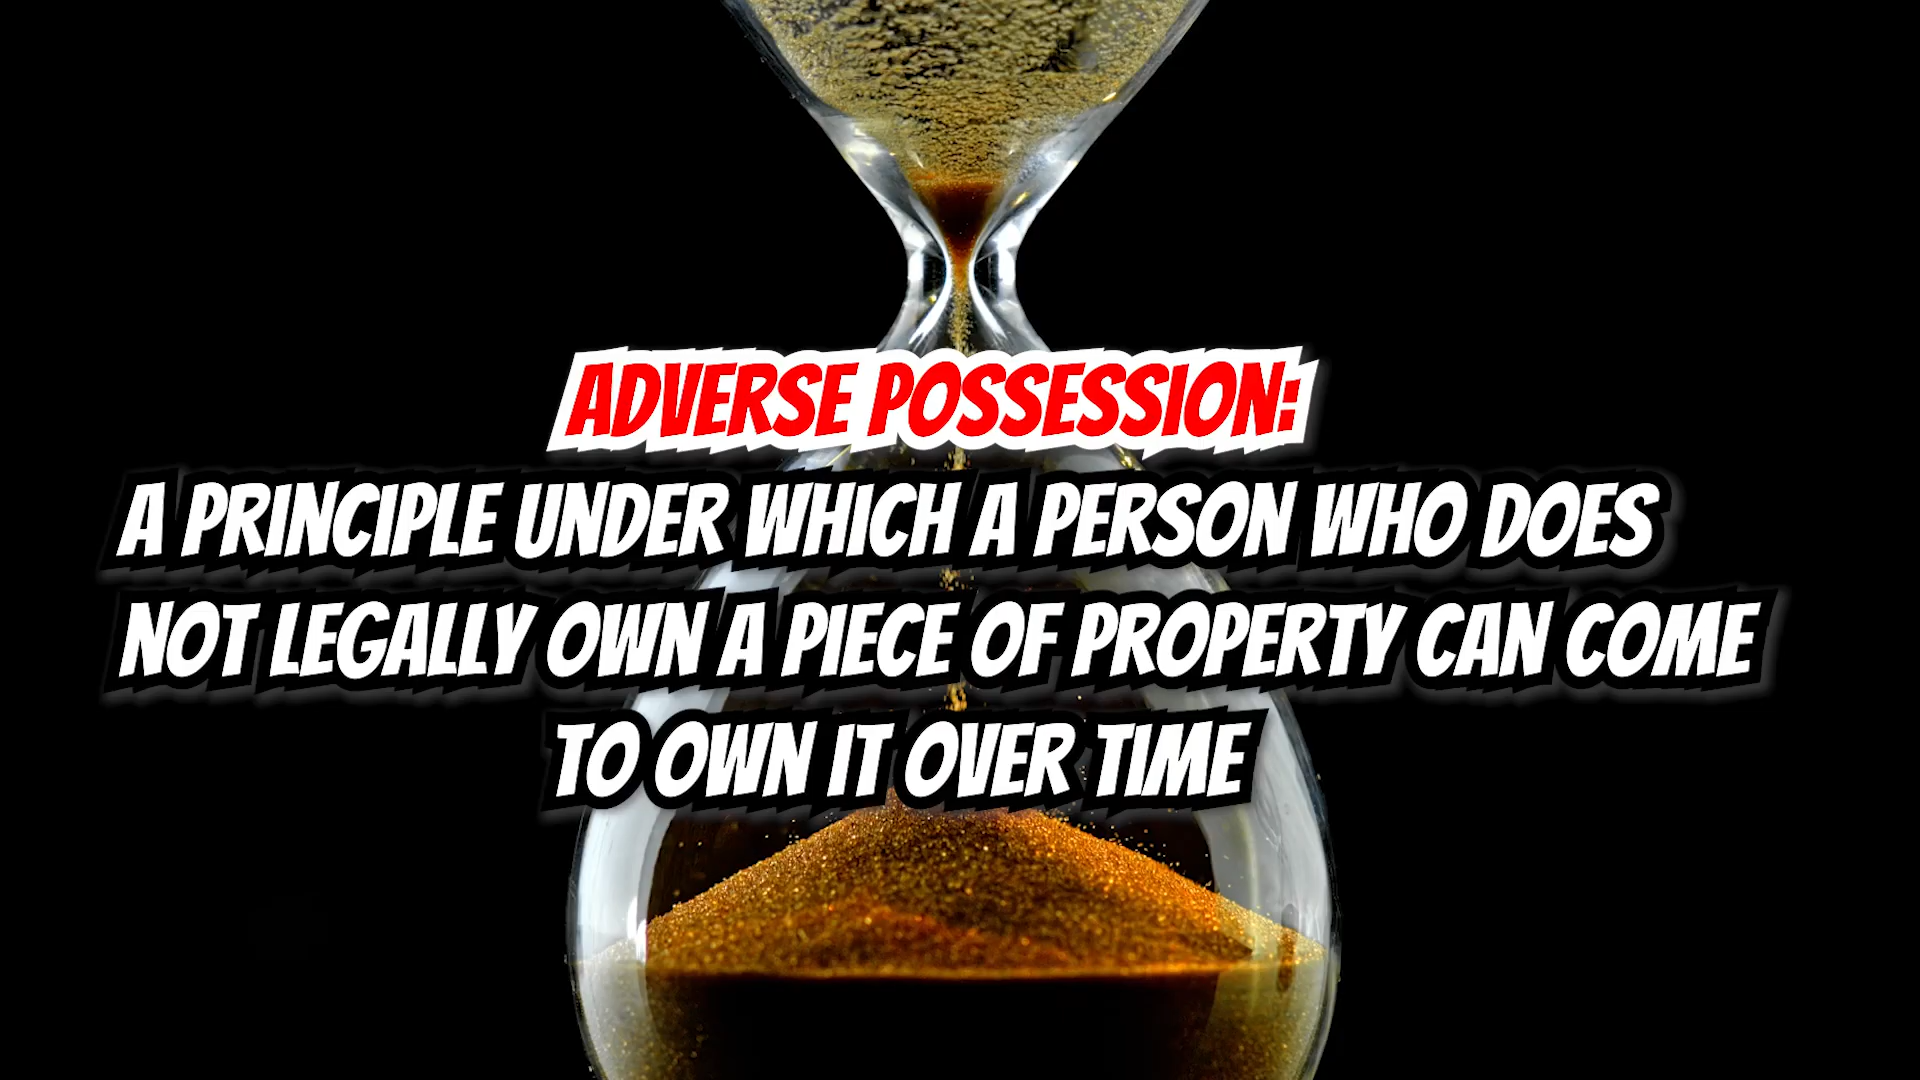 ADVERSE POSSESSION:
A PRINCIPLE UNDER WHICH A PERSON WHO DOES
NOT LEGALLY OWN A PIECE OF PROPERTY CAN COME
TO OWN IT OVER TIME